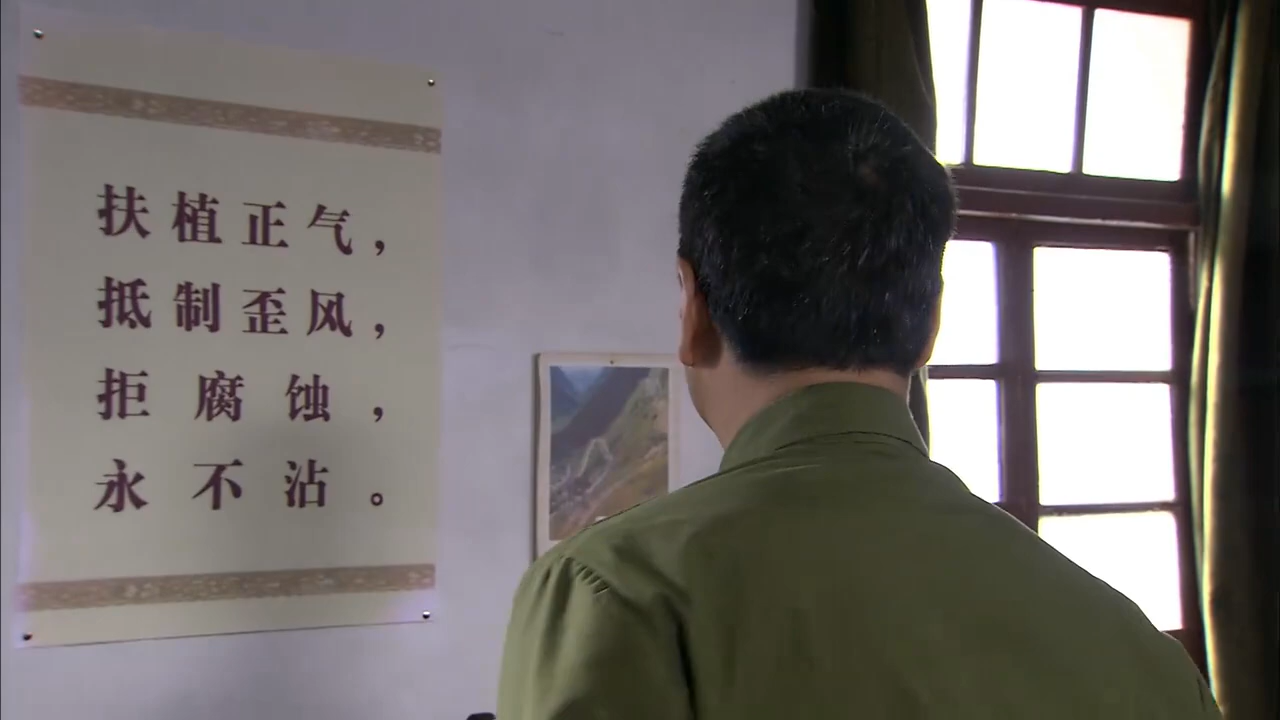 扶植正气，
抵制歪风，
拒腐蚀，
永不沾。